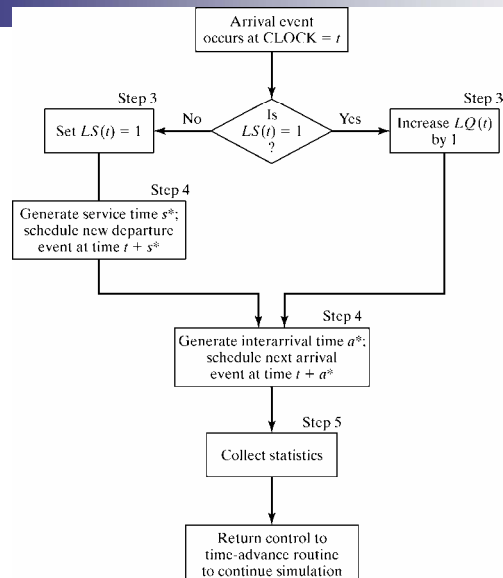 Arrival event
occurs at CLOCK = t
Step 3
Step 3
No
Is
LS(t) = 1
?
Yes
Set LS(t) = 1
Increase LQ(t)
by 1
Step 4
Generate service time s*;
schedule new departure
event at time t + s*
Step 4
Generate interarrival time a*;
schedule next arrival
event at time t + a*
Step 5
Collect statistics
Return control to
time-advance routine
to continue simulation